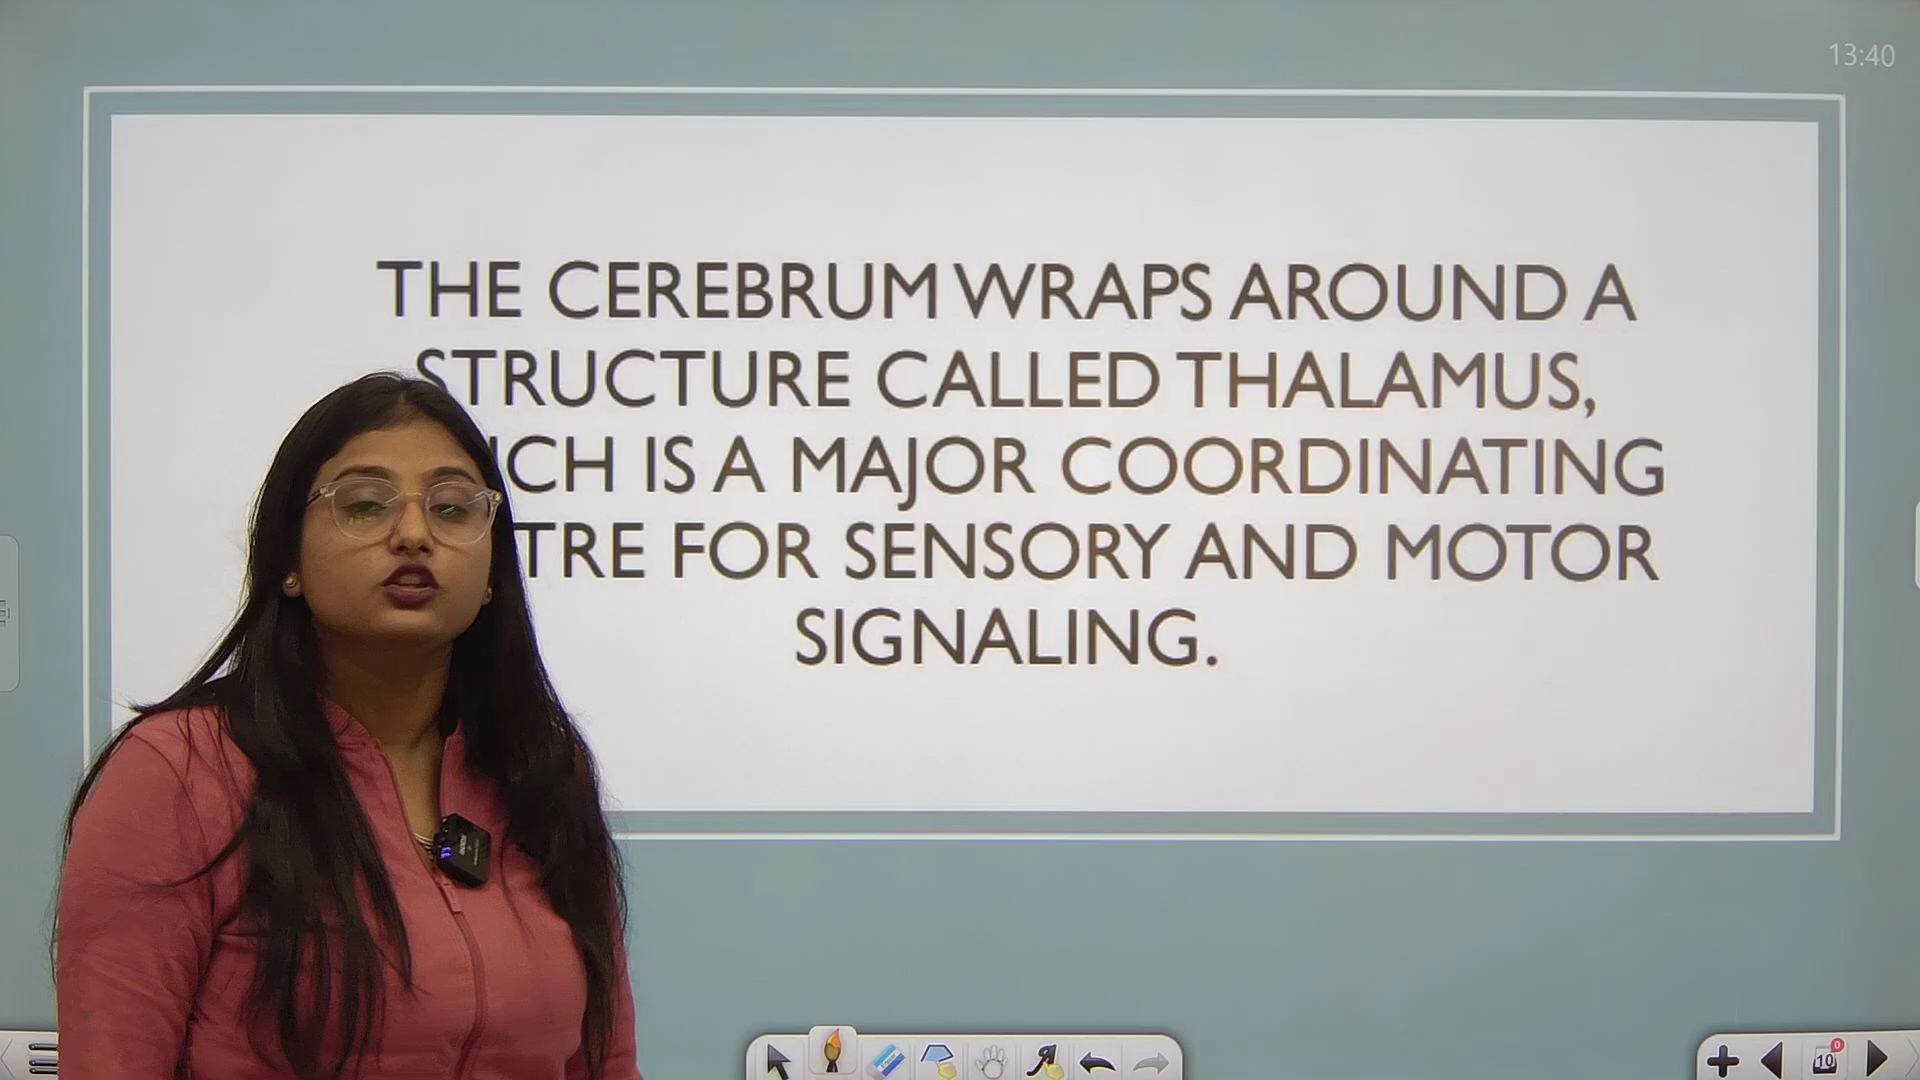 13:40
THE CEREBRUM WRAPS AROUND A
STRUCTURE CALLED THALAMUS,
ICH IS A MAJOR COORDINATING
TRE FOR SENSORY AND MOTOR
SIGNALING.
10
0